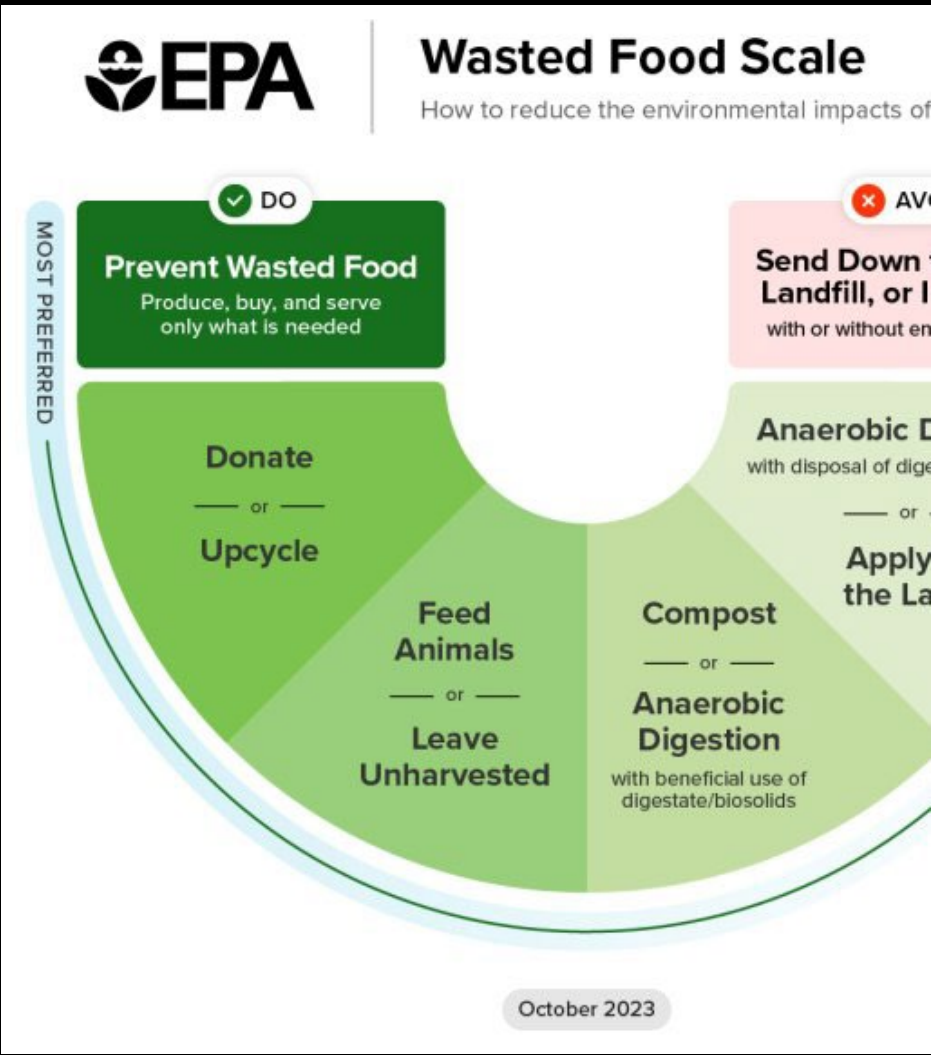 EPA
Wasted Food Scale
How to reduce the environmental impacts of
DO
MOST PREFERRED
Prevent Wasted Food
Produce, buy, and serve
only what is needed
Send Down
Landfill, or
with or without
Donate
or
Upcycle
Feed
Animals
or
Leave
Unharvested
Compost
or
Anaerobic
Digestion
with beneficial use of
digestate/biosolids
Anaerobic
with disposal of
or
Apply
the
October 2023